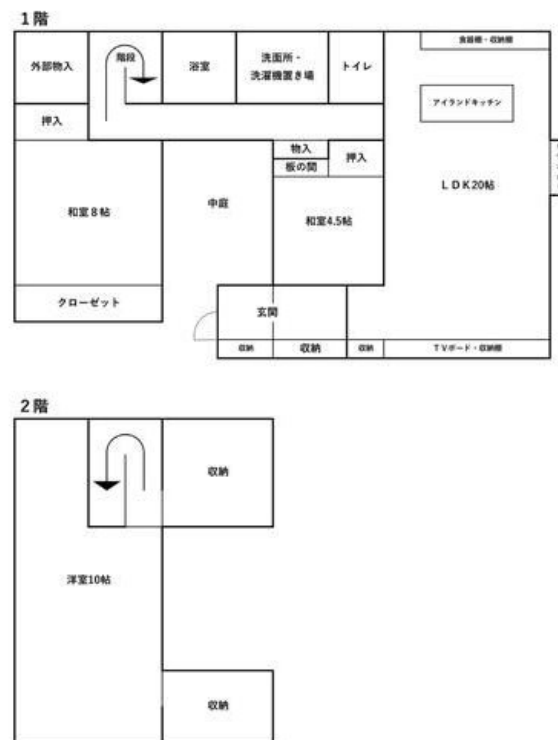 1階
外部物入
階段
浴室
洗面所・
洗濯機置き場
トイレ
食器棚・収納棚
アイランドキッチン
押入
物入
押入
板の間
LDK20帖
和室8帖
中庭
和室4.5帖
クローゼット
玄関
収納
収納
収納
TVボード・収納棚
2階
収納
洋室10帖
収納